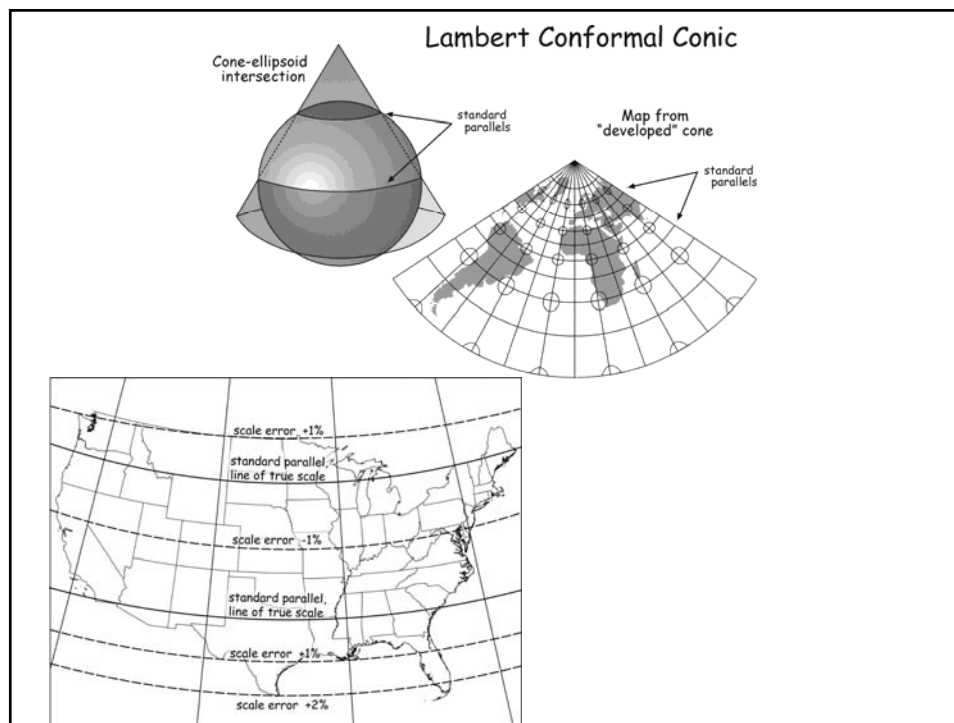 Lambert Conformal Conic
Cone-ellipsoid
intersection
standard
parallels
Map from
"developed" cone
standard
parallels
scale error, +1%
standard parallel,
line of true scale
scale error -1%
standard parallel,
line of true scale
scale error +1%
scale error +2%